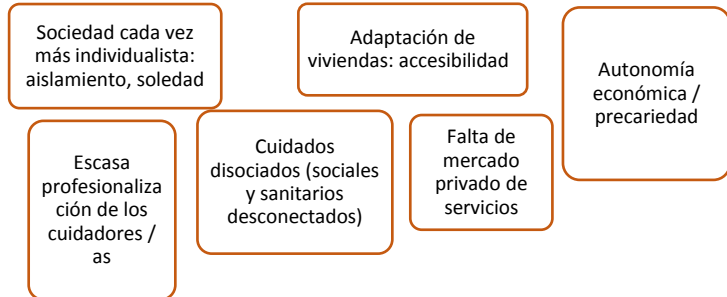 Sociedad cada vez
más individualista:
aislamiento, soledad
Adaptación de
viviendas: accesibilidad
Autonomía
económica /
precariedad
Escasa
profesionaliza
ción de los
cuidadores /
as
Cuidados
disociados (sociales
y sanitarios
desconectados)
Falta de
mercado
privado de
servicios